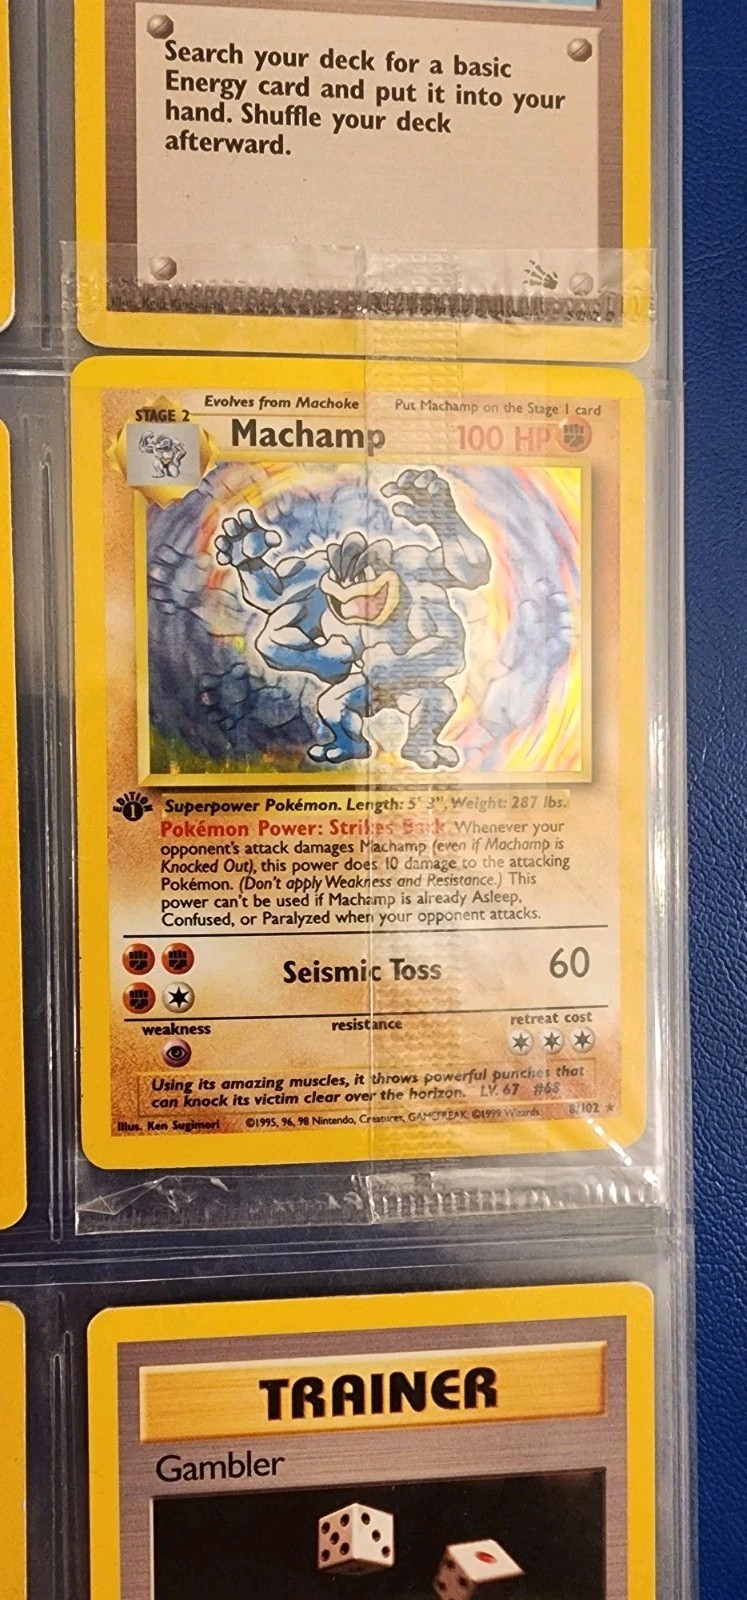 Search your deck for a basic
Energy card and put it into your
hand. Shuffle your deck
afterward.
Evolves from Machoke
Put Machamp on the Stage 1 card
STAGE 2
Machamp
100 HP
EDITION
1
Superpower Pokémon. Length: 5' 3", Weight: 287 lbs.
Pokémon Power: Strikes Back Whenever your
opponent's attack damages Machamp (even if Machamp is
Knocked Out), this power does 10 damage to the attacking
Pokémon. (Don't apply Weakness and Resistance.) This
power can't be used if Machamp is already Asleep,
Confused, or Paralyzed when your opponent attacks.
Seismic Toss
60
weakness
resistance
retreat cost
Using its amazing muscles, it throws powerful punches that
can knock its victim clear over the horizon. LV. 67 #68
Illus. Ken Sugimori
©1995, 96, 98 Nintendo, Creatures, GAMEFREAK. ©1999 Wizards.
8/102 ★
TRAINER
Gambler